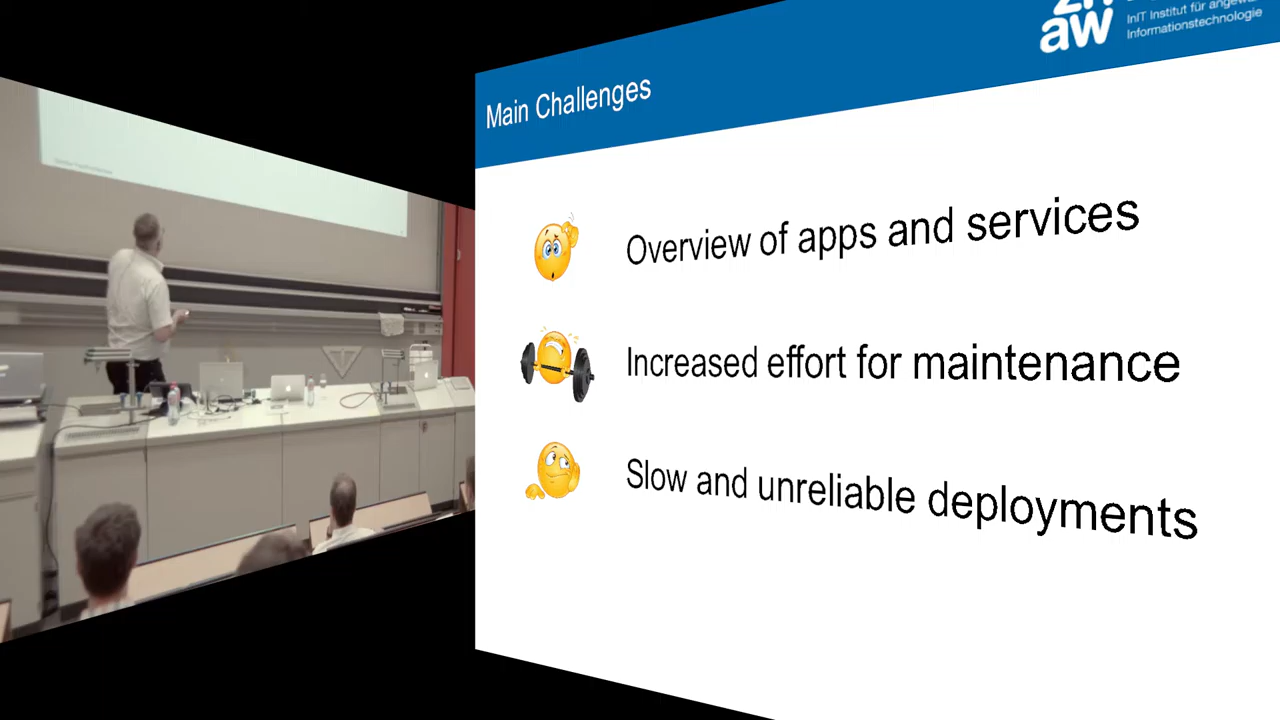 zh
aw
InIT Institut für
Informationstechnologie
Main Challenges
Overview of apps and services
Increased effort for maintenance
Slow and unreliable deployments